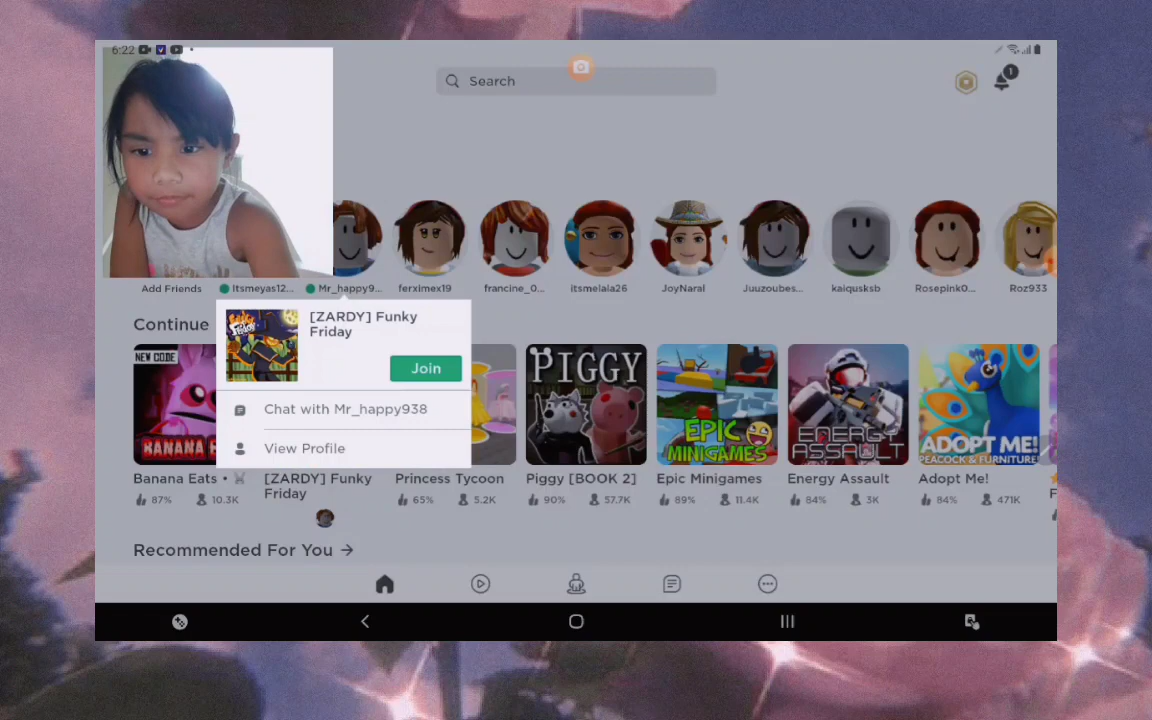 6:22
Search
1
Add Friends
Itsmeyas12...
Mr_happy9...
ferxImex19
francine_0...
itsmelala26
JoyNaral
Juuzoubes...
kaiqusksb
Rosepink0...
Roz933
Continue
[ZARDY] Funky
Friday
Join
Chat with Mr_happy938
View Profile
NEW CODE
BANANA E
PIGGY
EPIC
MINIGAMES
ENERGY
ASSAULT
ADOPT ME!
PEACOCK & FURNITURE!
Banana Eats •
[ZARDY] Funky
Friday
Princess Tycoon
Piggy [BOOK 2]
Epic Minigames
Energy Assault
Adopt Me!
87% 10.3K
65% 5.2K
90% 57.7K
89% 11.4K
84% 3K
84% 471K
Recommended For You →